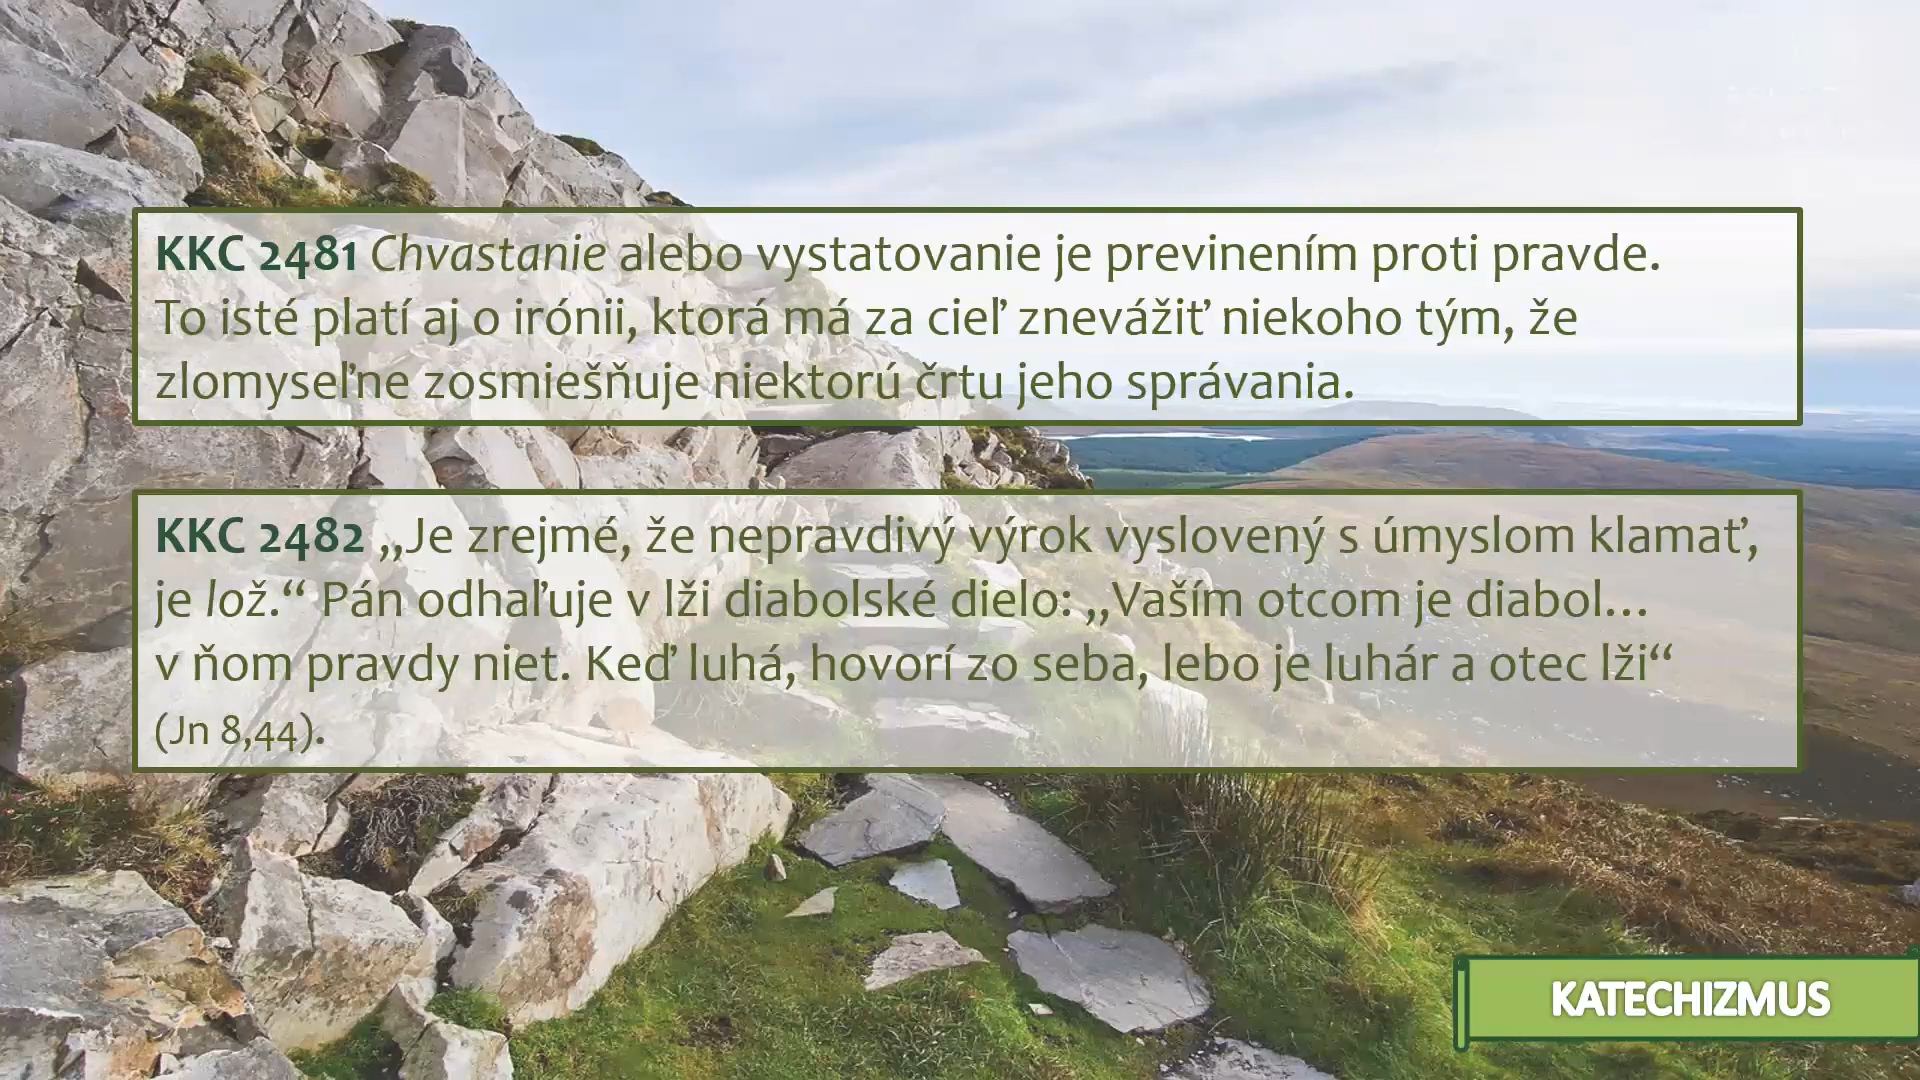 KKC 2481 Chvastanie alebo vystatovanie je previnením proti pravde.
To isté platí aj o irónii, ktorá má za cieľ znevážiť niekoho tým, že
zlomyseľne zosmiešňuje niektorú črtu jeho správania.
KKC 2482 „Je zrejmé, že nepravdivý výrok vyslovený s úmyslom klamať,
je lož.“ Pán odhaľuje v lži diabolské dielo: „Vaším otcom je diabol…
v ňom pravdy niet. Keď luhá, hovorí zo seba, lebo je luhár a otec lži“
(Jn 8,44).
KATECHIZMUS